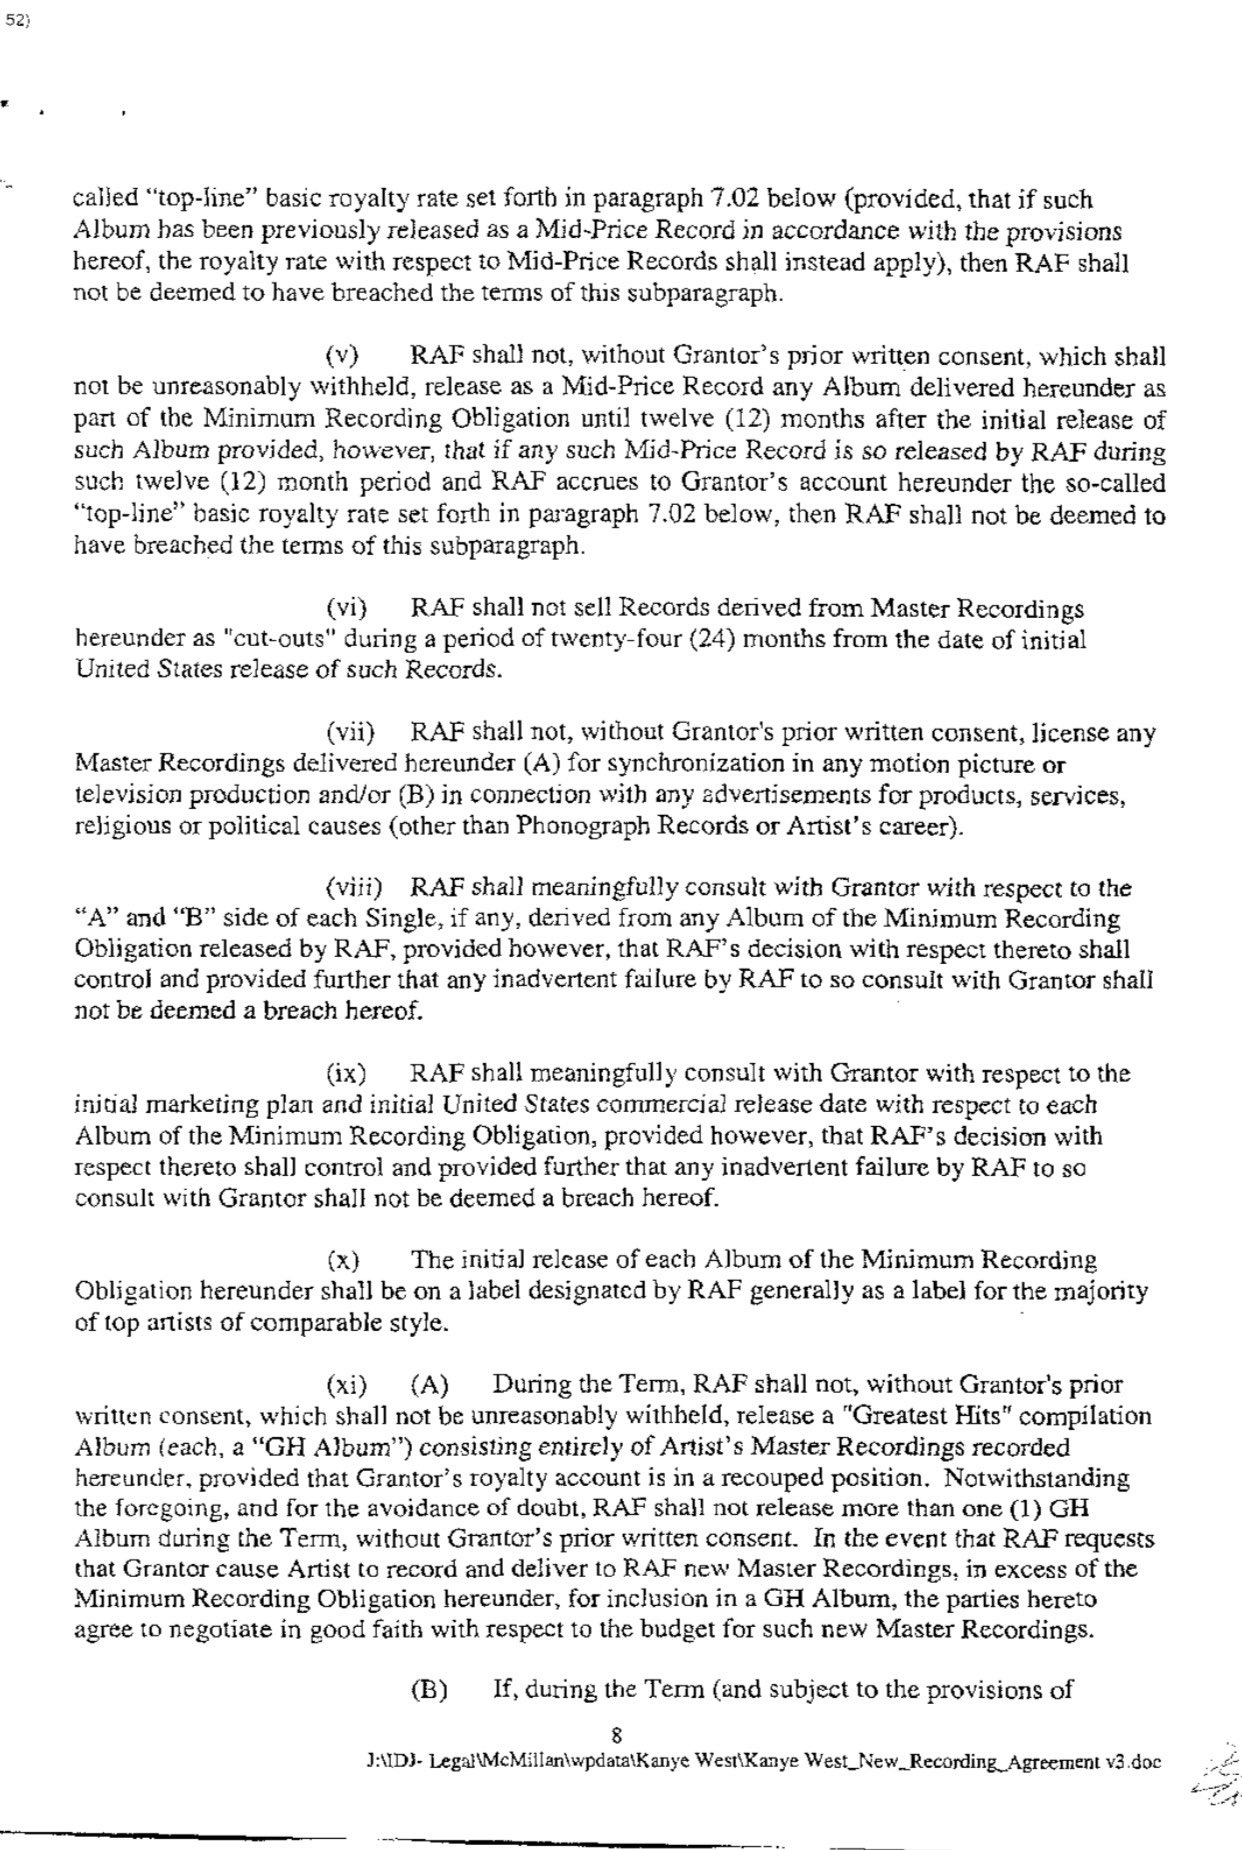 52)
called “top-line” basic royalty rate set forth in paragraph 7.02 below (provided, that if such
Album has been previously released as a Mid-Price Record in accordance with the provisions
hereof, the royalty rate with respect to Mid-Price Records shall instead apply), then RAF shall
not be deemed to have breached the terms of this subparagraph.
(v) RAF shall not, without Grantor’s prior written consent, which shall
not be unreasonably withheld, release as a Mid-Price Record any Album delivered hereunder as
part of the Minimum Recording Obligation until twelve (12) months after the initial release of
such Album provided, however, that if any such Mid-Price Record is so released by RAF during
such twelve (12) month period and RAF accrues to Grantor’s account hereunder the so-called
“top-line” basic royalty rate set forth in paragraph 7.02 below, then RAF shall not be deemed to
have breached the terms of this subparagraph.
(vi) RAF shall not sell Records derived from Master Recordings
hereunder as "cut-outs" during a period of twenty-four (24) months from the date of initial
United States release of such Records.
(vii) RAF shall not, without Grantor's prior written consent, license any
Master Recordings delivered hereunder (A) for synchronization in any motion picture or
television production and/or (B) in connection with any advertisements for products, services,
religious or political causes (other than Phonograph Records or Artist’s career).
(viii) RAF shall meaningfully consult with Grantor with respect to the
“A” and “B” side of each Single, if any, derived from any Album of the Minimum Recording
Obligation released by RAF, provided however, that RAF’s decision with respect thereto shall
control and provided further that any inadvertent failure by RAF to so consult with Grantor shall
not be deemed a breach hereof.
(ix) RAF shall meaningfully consult with Grantor with respect to the
initial marketing plan and initial United States commercial release date with respect to each
Album of the Minimum Recording Obligation, provided however, that RAF’s decision with
respect thereto shall control and provided further that any inadvertent failure by RAF to so
consult with Grantor shall not be deemed a breach hereof.
(x) The initial release of each Album of the Minimum Recording
Obligation hereunder shall be on a label designated by RAF generally as a label for the majority
of top artists of comparable style.
(xi) (A) During the Term, RAF shall not, without Grantor's prior
written consent, which shall not be unreasonably withheld, release a "Greatest Hits" compilation
Album (each, a “GH Album”) consisting entirely of Artist’s Master Recordings recorded
hereunder, provided that Grantor’s royalty account is in a recouped position. Notwithstanding
the foregoing, and for the avoidance of doubt, RAF shall not release more than one (1) GH
Album during the Term, without Grantor’s prior written consent. In the event that RAF requests
that Grantor cause Artist to record and deliver to RAF new Master Recordings, in excess of the
Minimum Recording Obligation hereunder, for inclusion in a GH Album, the parties hereto
agree to negotiate in good faith with respect to the budget for such new Master Recordings.
(B) If, during the Term (and subject to the provisions of
8
J:\IDJ- Legal\McMillan\wpdata\Kanye West\Kanye West_New_Recording_Agreement v3.doc